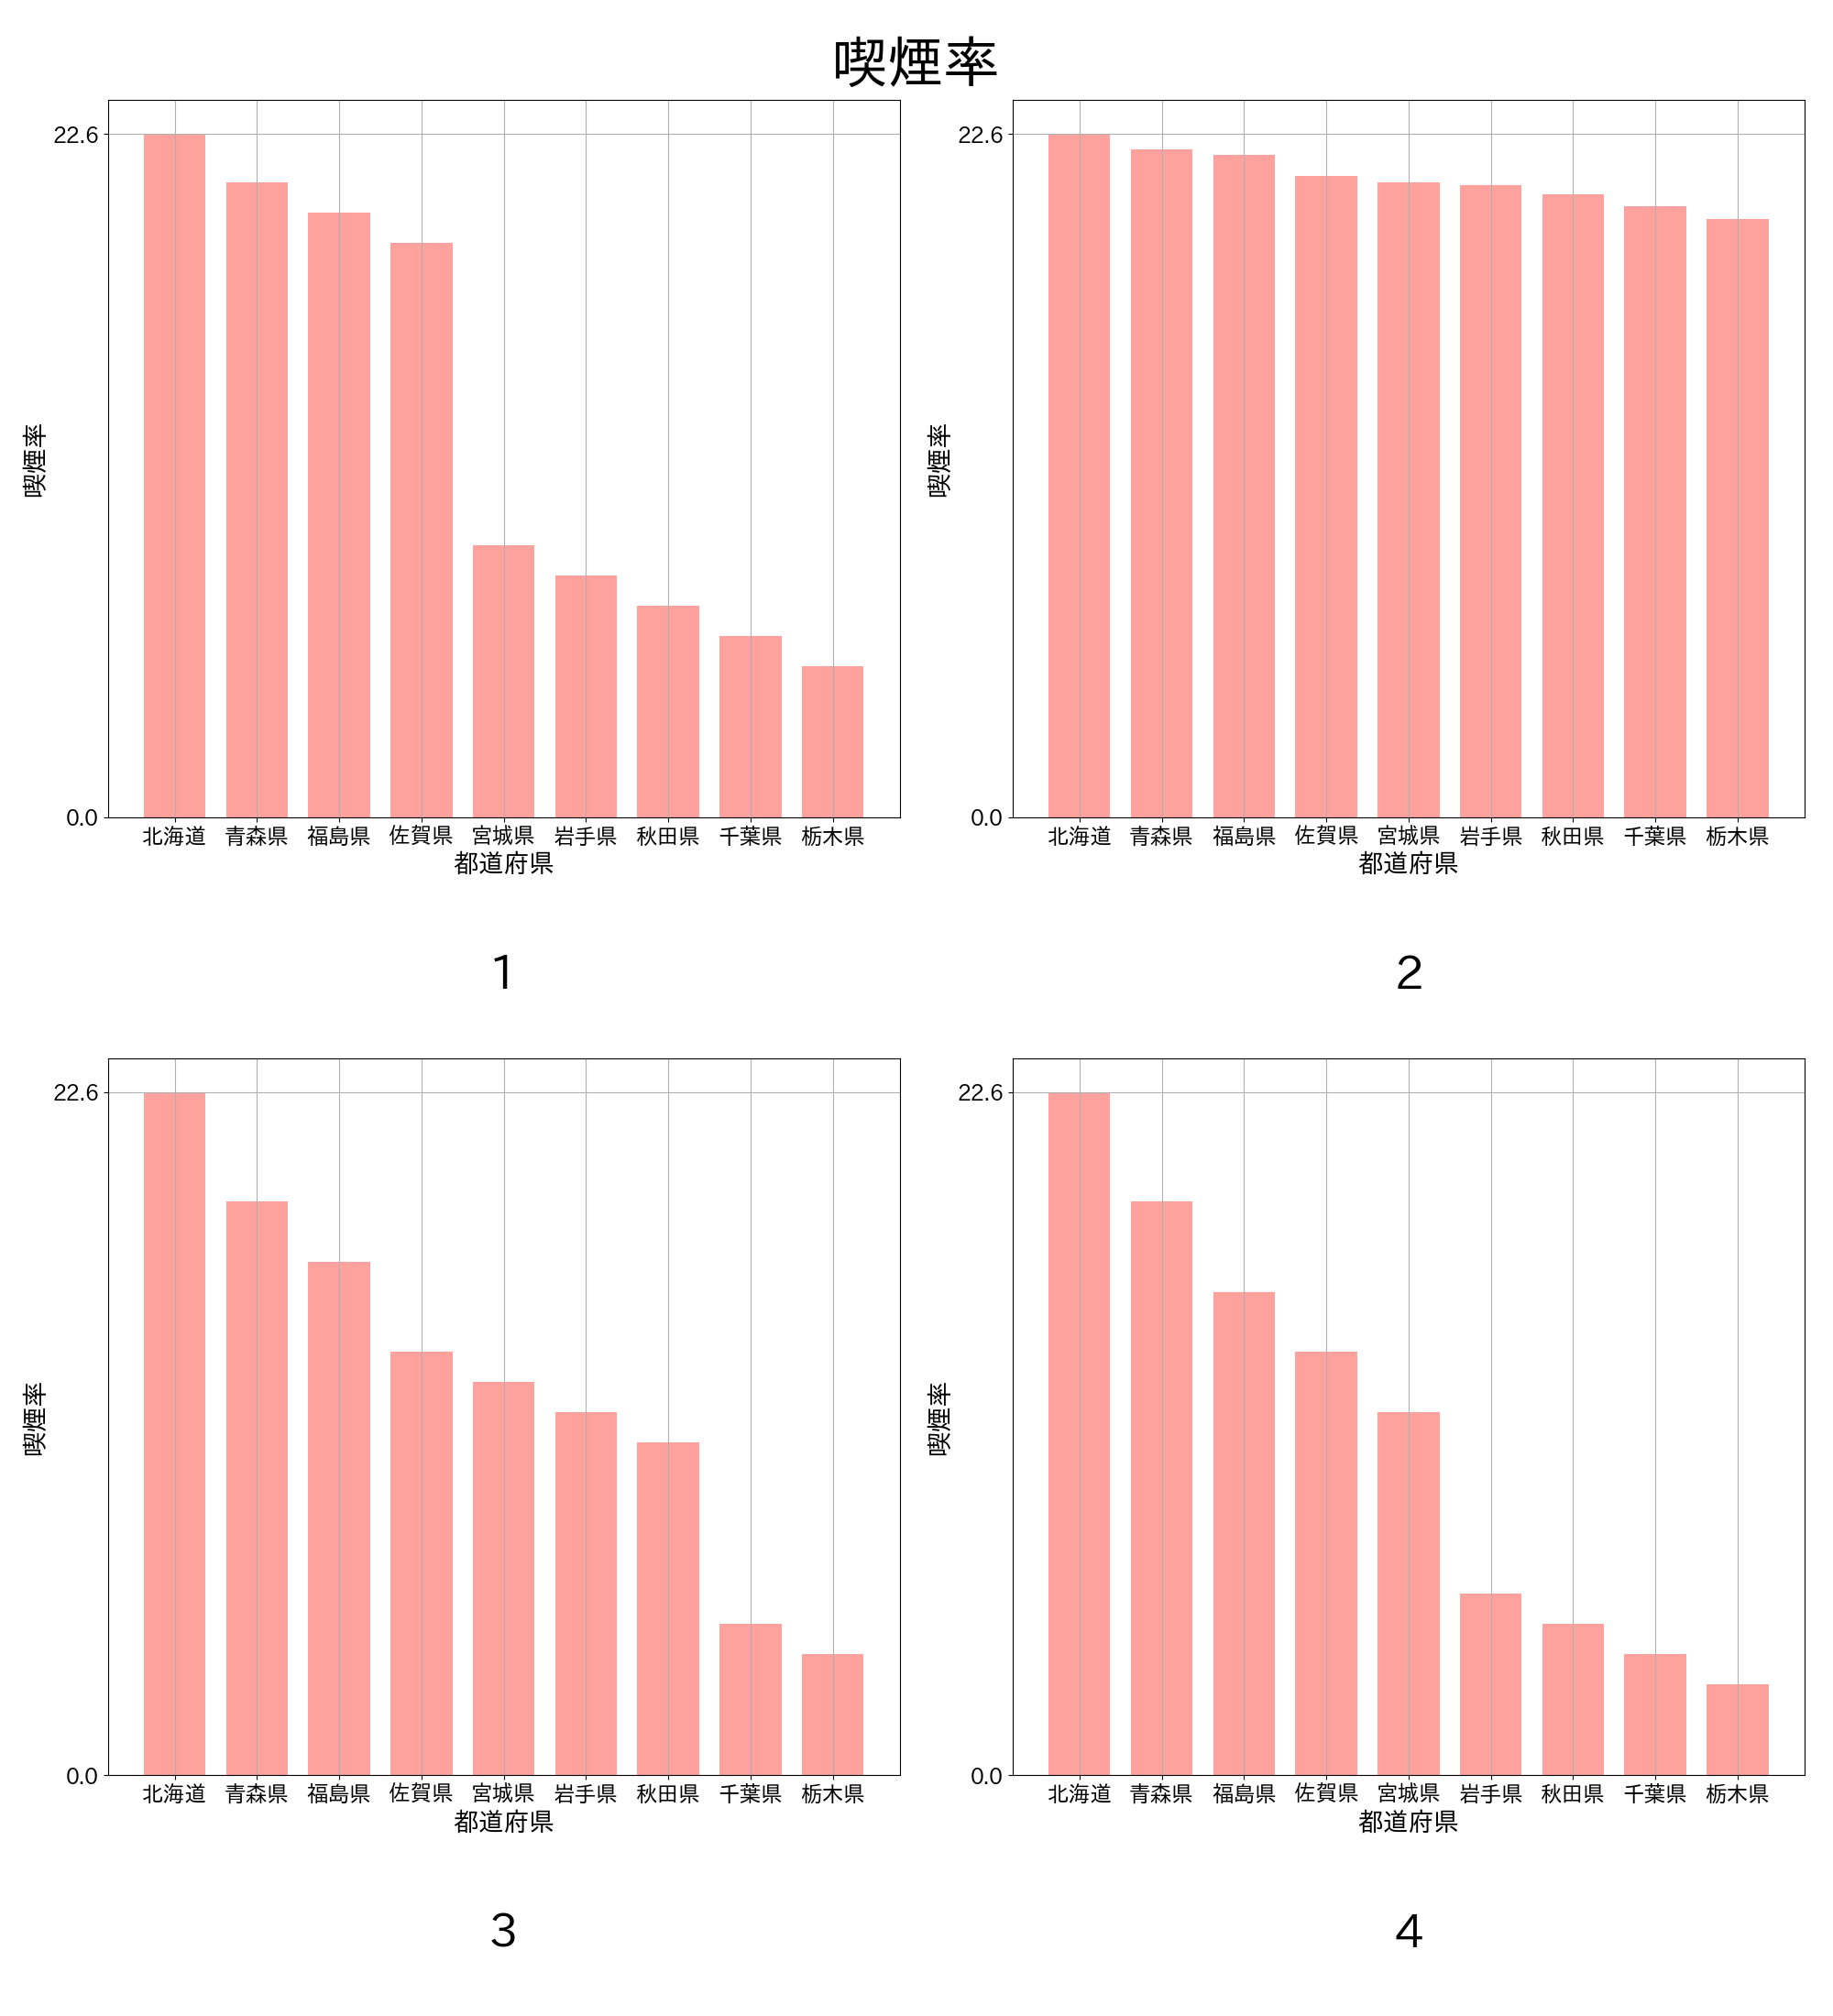 喫煙率
22.6
喫煙率
0.0
北海道 青森県 福島県 佐賀県 宮城県 岩手県 秋田県 千葉県 栃木県
都道府県
1
22.6
喫煙率
0.0
北海道 青森県 福島県 佐賀県 宮城県 岩手県 秋田県 千葉県 栃木県
都道府県
2
22.6
喫煙率
0.0
北海道 青森県 福島県 佐賀県 宮城県 岩手県 秋田県 千葉県 栃木県
都道府県
3
22.6
喫煙率
0.0
北海道 青森県 福島県 佐賀県 宮城県 岩手県 秋田県 千葉県 栃木県
都道府県
4